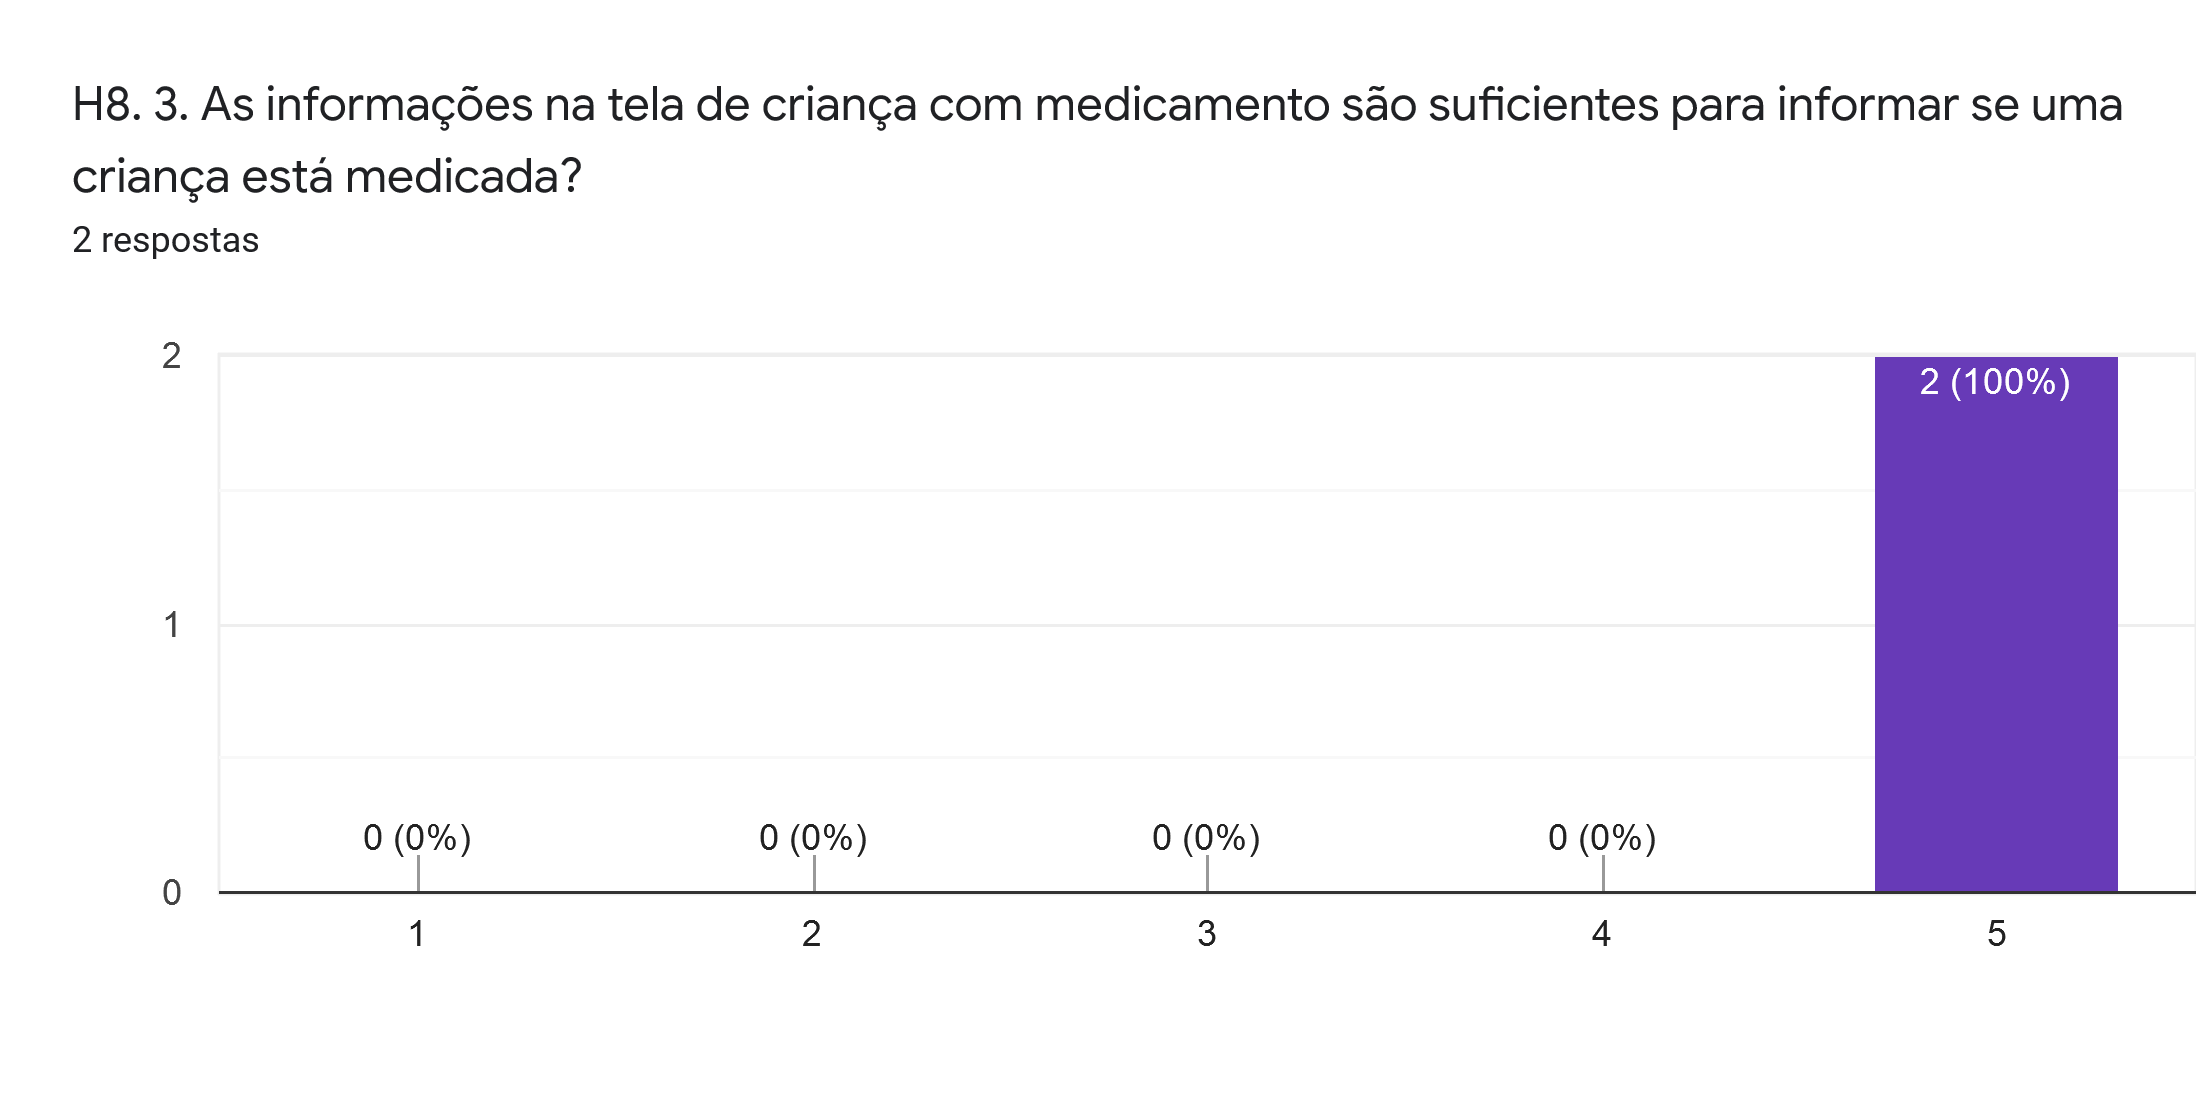 H8. 3. As informações na tela de criança com medicamento são suficientes para informar se uma
criança está medicada?
2 respostas
2
2 (100%)
1
0 (0%) 0 (0%) 0 (0%) 0 (0%)
0
1 2 3 4 5